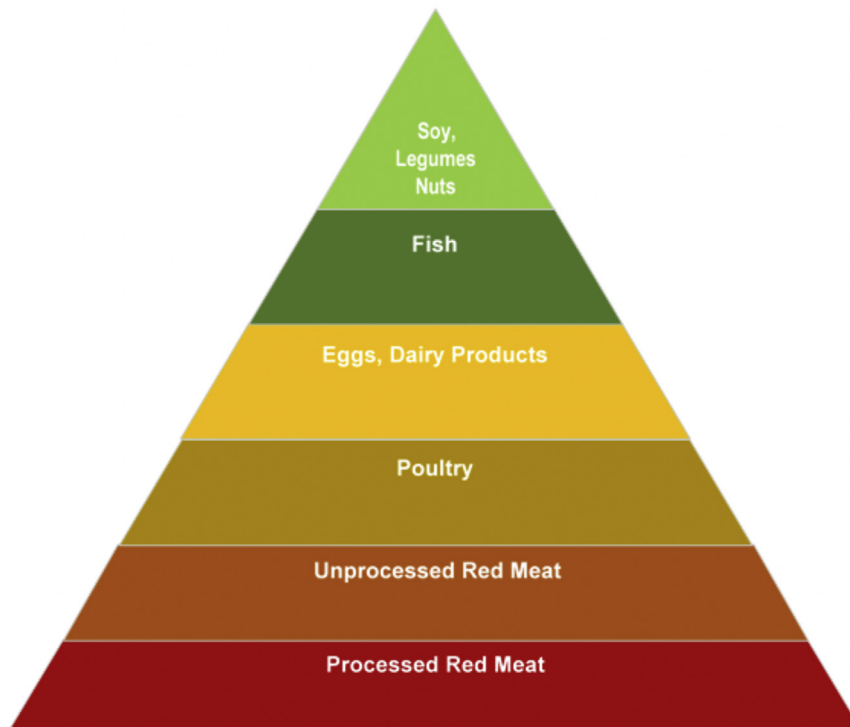 Soy,
Legumes
Nuts
Fish
Eggs, Dairy Products
Poultry
Unprocessed Red Meat
Processed Red Meat